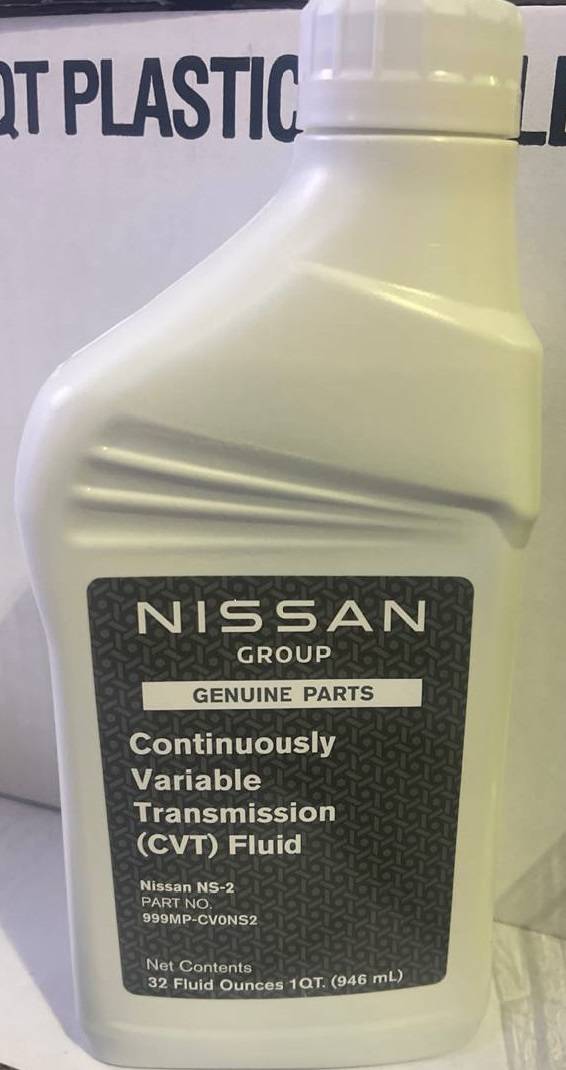 QT PLASTIC LE
NISSAN
GROUP
GENUINE PARTS
Continuously
Variable
Transmission
(CVT) Fluid
Nissan NS-2
PART NO.
999MP-CV0NS2
Net Contents
32 Fluid Ounces 1QT. (946 mL)